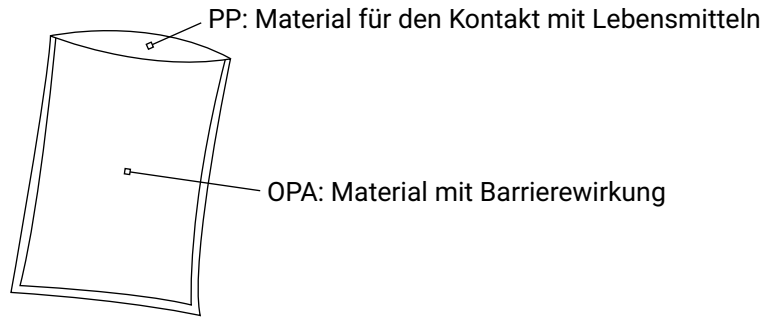 PP: Material für den Kontakt mit Lebensmitteln
OPA: Material mit Barrierewirkung